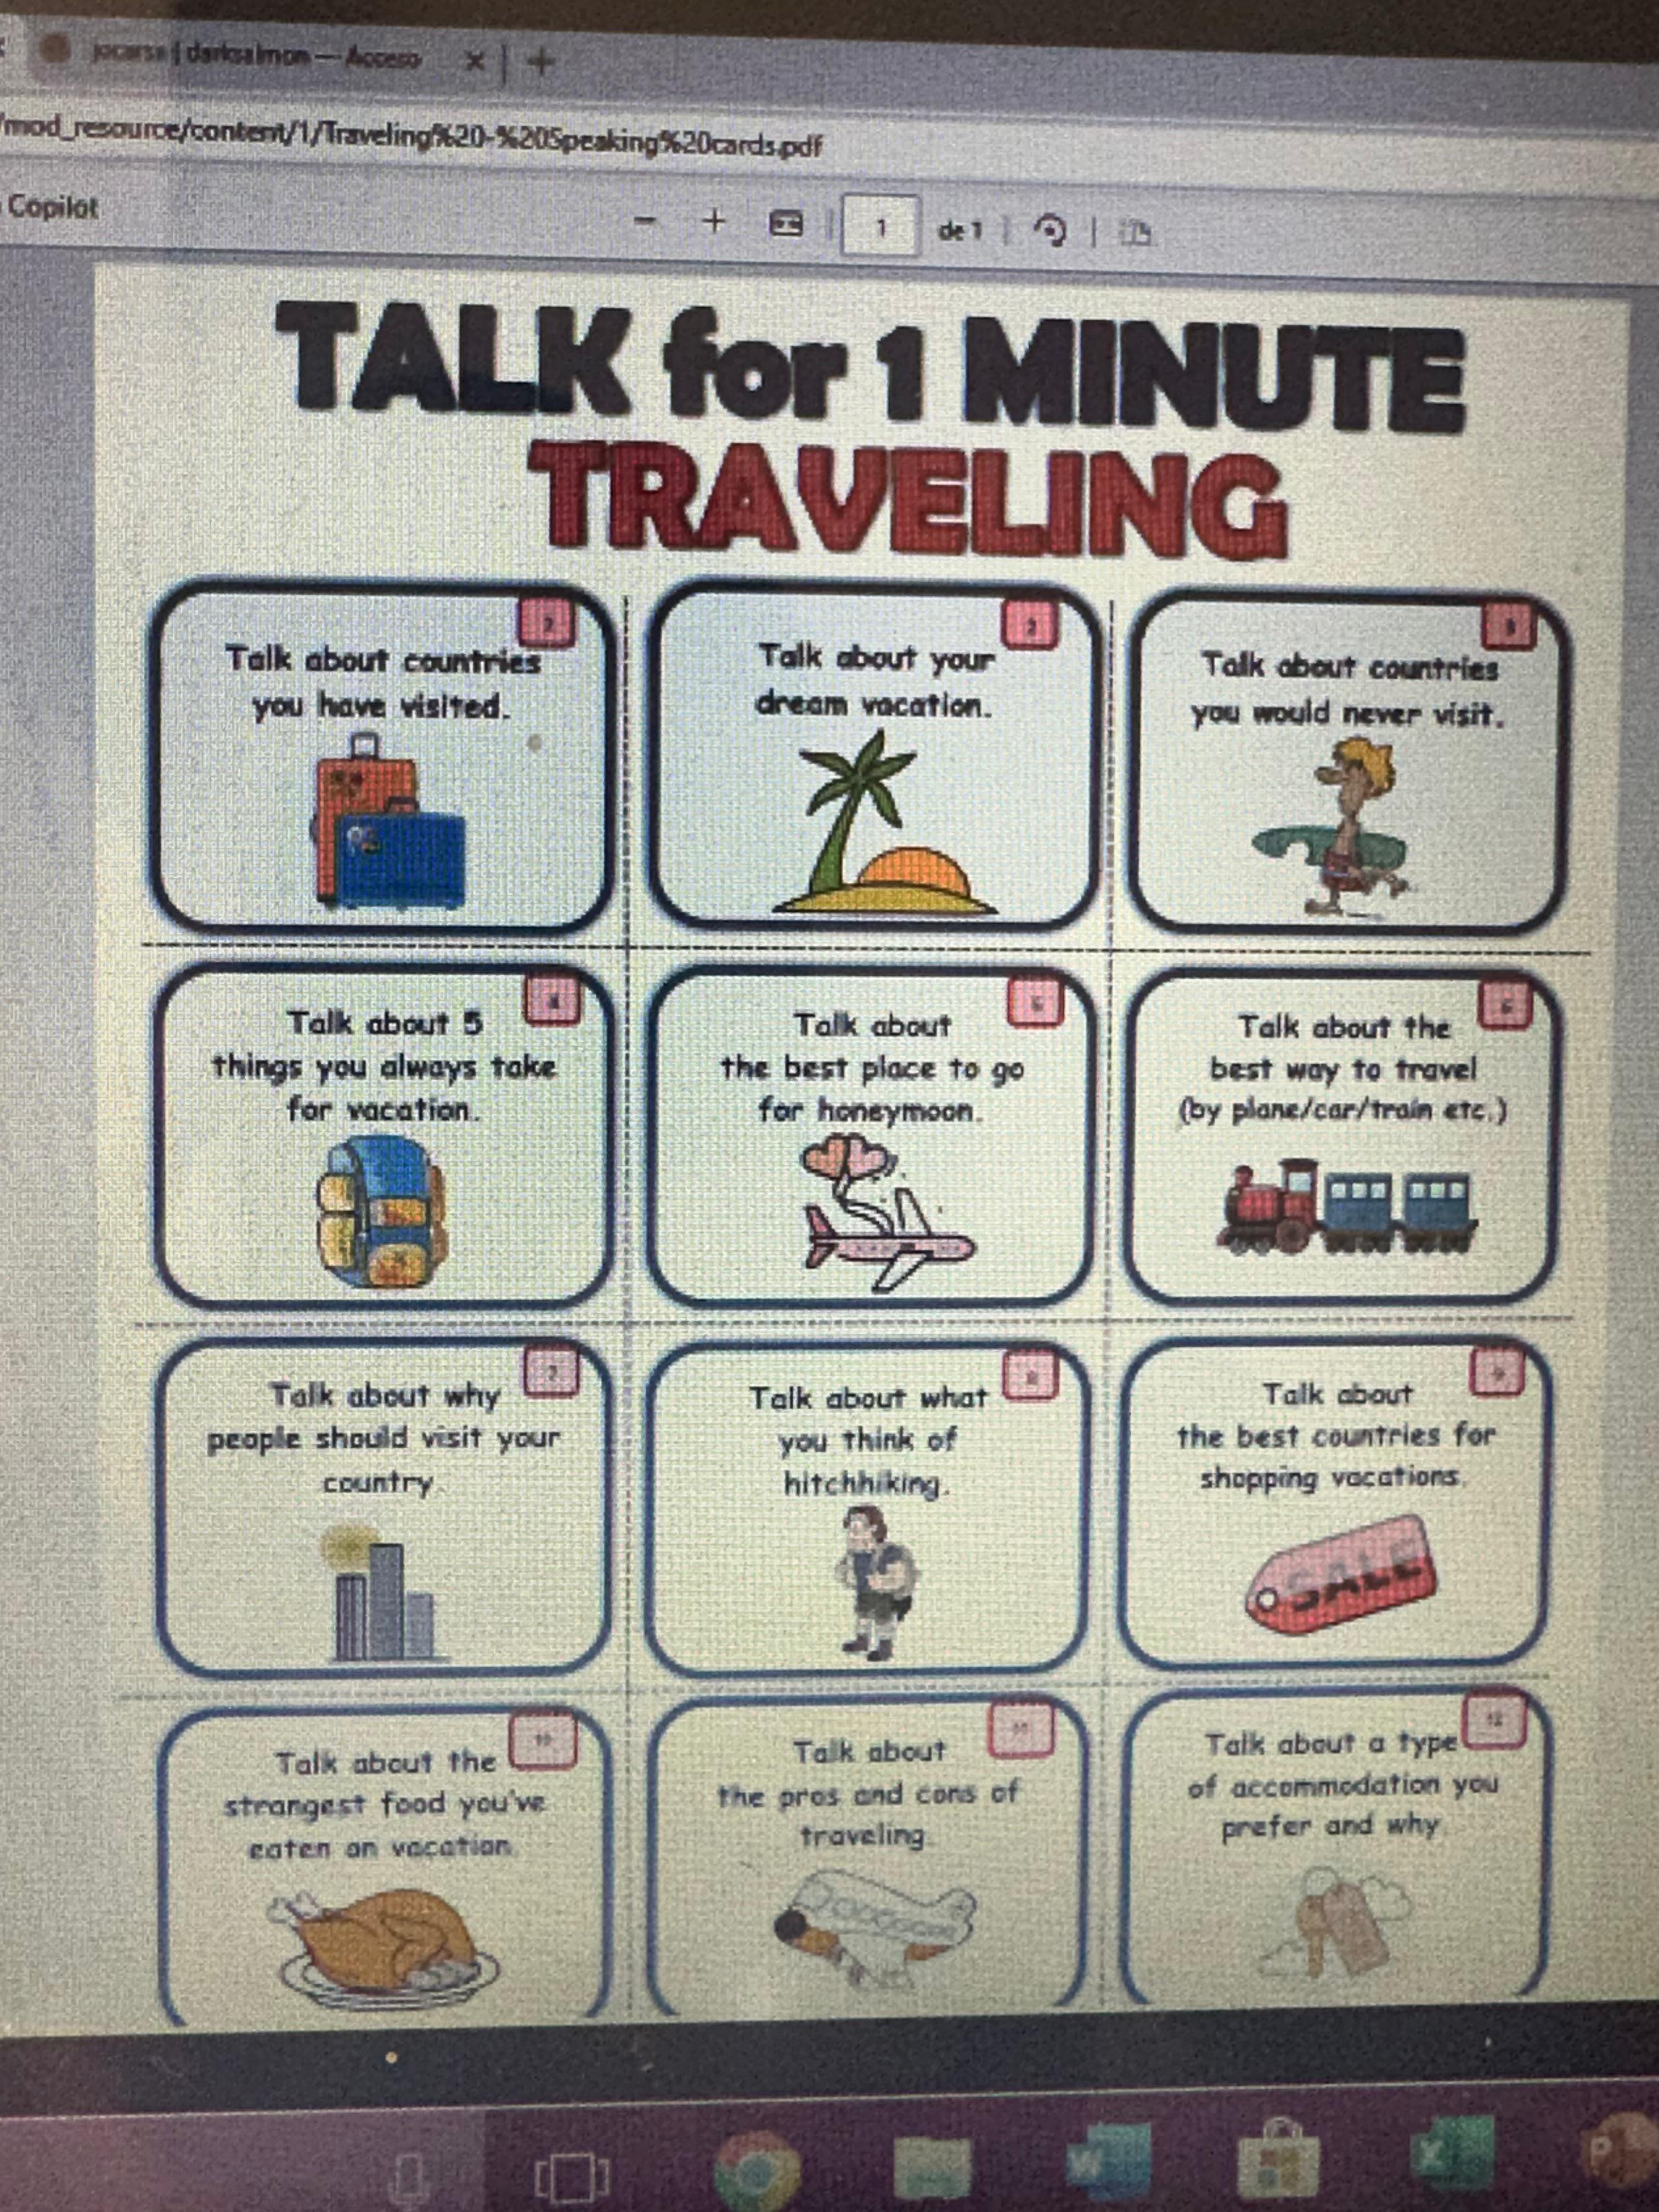 darksalmon — Acceso
/mod_resource/content/1/Traveling%20-%20Speaking%20cards.pdf
Copilot
1 de 1
TALK for 1 MINUTE
TRAVELING
1
Talk about countries
you have visited.
2
Talk about your
dream vacation.
3
Talk about countries
you would never visit.
4
Talk about 5
things you always take
for vacation.
5
Talk about
the best place to go
for honeymoon.
6
Talk about the
best way to travel
(by plane/car/train etc.)
7
Talk about why
people should visit your
country.
8
Talk about what
you think of
hitchhiking.
9
Talk about
the best countries for
shopping vacations.
SALE
10
Talk about the
strangest food you've
eaten on vacation.
11
Talk about
the pros and cons of
traveling.
12
Talk about a type
of accommodation you
prefer and why.